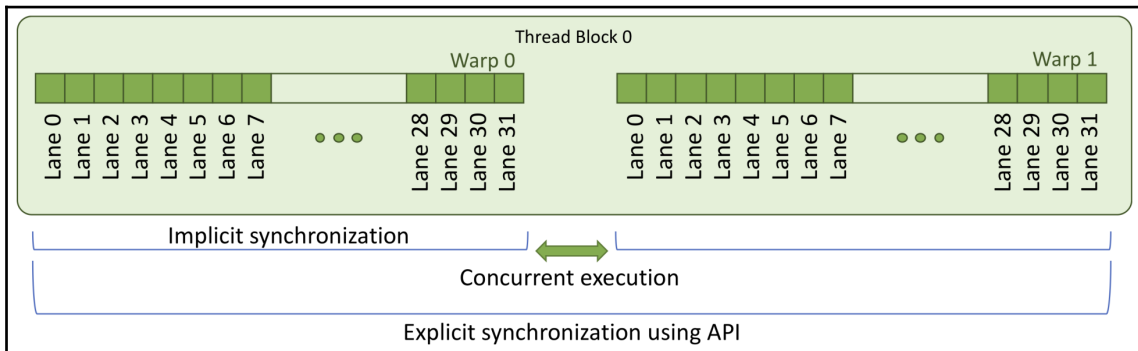 Thread Block 0
Warp 0
Warp 1
Lane 0
Lane 1
Lane 2
Lane 3
Lane 4
Lane 5
Lane 6
Lane 7
Lane 28
Lane 29
Lane 30
Lane 31
Lane 0
Lane 1
Lane 2
Lane 3
Lane 4
Lane 5
Lane 6
Lane 7
Lane 28
Lane 29
Lane 30
Lane 31
Implicit synchronization
Concurrent execution
Explicit synchronization using API